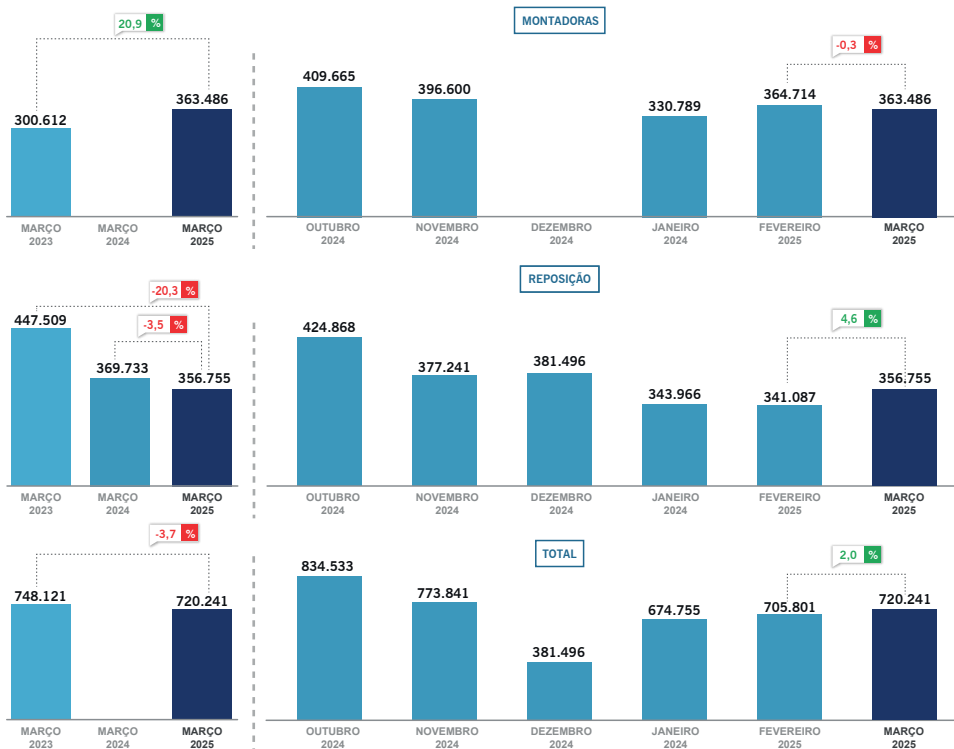 MONTADORAS
20,9 %
300.612
363.486
MARÇO
2023
MARÇO
2024
MARÇO
2025
-0,3 %
409.665
396.600
330.789
364.714
363.486
OUTUBRO
2024
NOVEMBRO
2024
DEZEMBRO
2024
JANEIRO
2024
FEVEREIRO
2025
MARÇO
2025
REPOSIÇÃO
-20,3 %
-3,5 %
447.509
369.733
356.755
MARÇO
2023
MARÇO
2024
MARÇO
2025
4,6 %
424.868
377.241
381.496
343.966
341.087
356.755
OUTUBRO
2024
NOVEMBRO
2024
DEZEMBRO
2024
JANEIRO
2024
FEVEREIRO
2025
MARÇO
2025
TOTAL
-3,7 %
748.121
720.241
MARÇO
2023
MARÇO
2024
MARÇO
2025
2,0 %
834.533
773.841
381.496
674.755
705.801
720.241
OUTUBRO
2024
NOVEMBRO
2024
DEZEMBRO
2024
JANEIRO
2024
FEVEREIRO
2025
MARÇO
2025